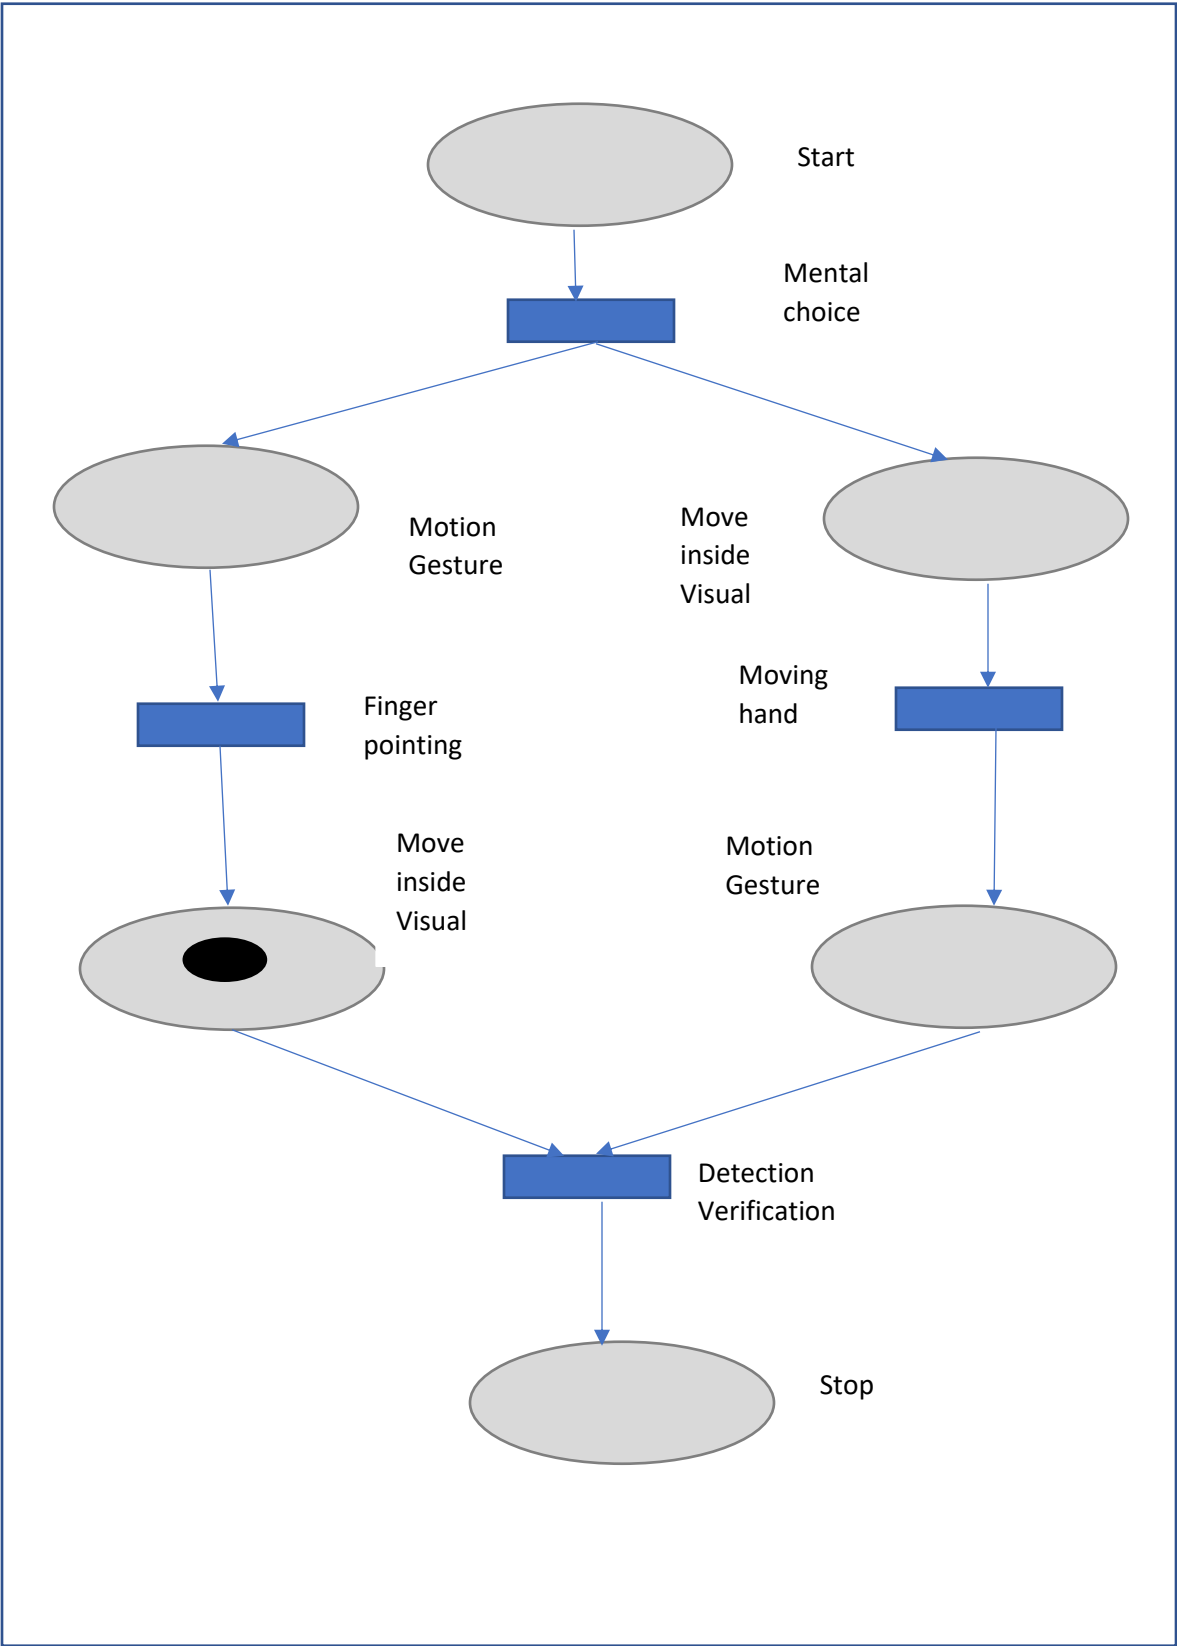 Start
Mental
choice
Motion
Gesture
Move
inside
Visual
Finger
pointing
Moving
hand
Move
inside
Visual
Motion
Gesture
Detection
Verification
Stop